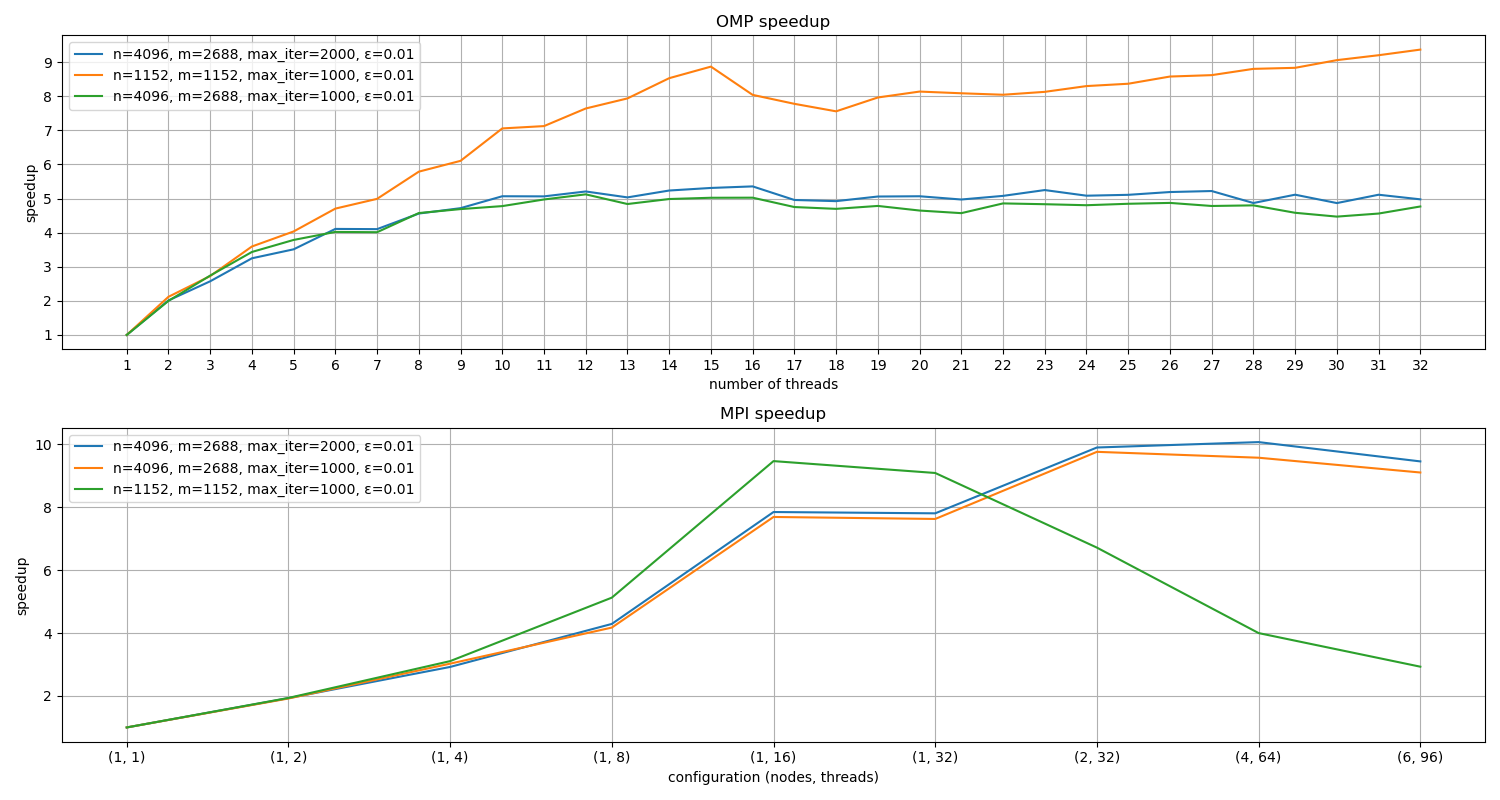 OMP speedup
n=4096, m=2688, max_iter=2000, ε=0.01
n=1152, m=1152, max_iter=1000, ε=0.01
n=4096, m=2688, max_iter=1000, ε=0.01
9
8
7
6
5
4
3
2
1
speedup
1 2 3 4 5 6 7 8 9 10 11 12 13 14 15 16 17 18 19 20 21 22 23 24 25 26 27 28 29 30 31 32
number of threads
MPI speedup
n=4096, m=2688, max_iter=2000, ε=0.01
n=4096, m=2688, max_iter=1000, ε=0.01
n=1152, m=1152, max_iter=1000, ε=0.01
10
8
6
4
2
speedup
(1, 1) (1, 2) (1, 4) (1, 8) (1, 16) (1, 32) (2, 32) (4, 64) (6, 96)
configuration (nodes, threads)